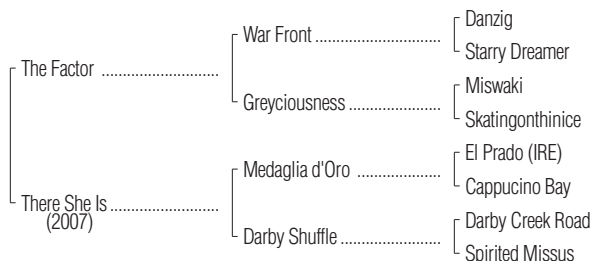 Danzig
War Front ..........................
Starry Dreamer
The Factor ........................
Miswaki
Greyciousness ...................
Skatingonthinice
El Prado (IRE)
Medaglia d'Oro .................
Cappucino Bay
There She Is ......................
(2007)
Darby Creek Road
Darby Shuffle ....................
Spirited Missus